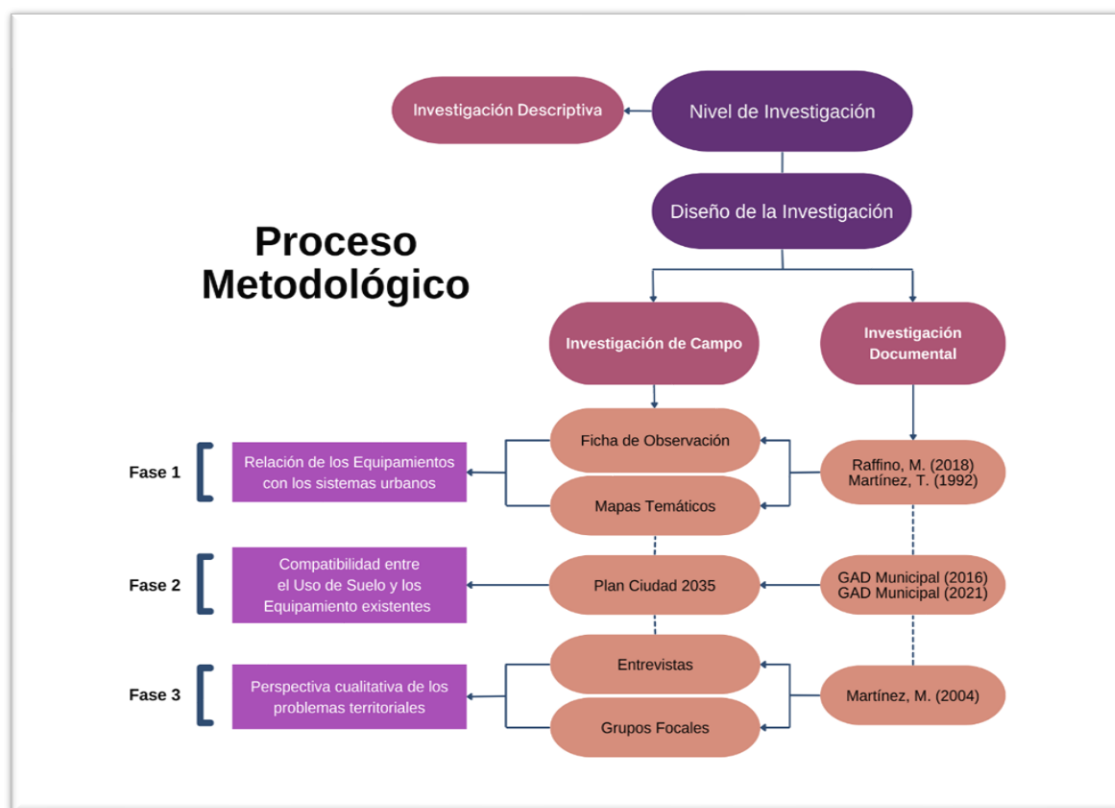 Investigación Descriptiva
Nivel de Investigación
Diseño de la Investigación
Proceso
Metodológico
Investigación de Campo
Investigación
Documental
Fase 1
Relación de los Equipamientos
con los sistemas urbanos
Ficha de Observación
Mapas Temáticos
Raffino, M. (2018)
Martínez, T. (1992)
Fase 2
Compatibilidad entre
el Uso de Suelo y los
Equipamiento existentes
Plan Ciudad 2035
GAD Municipal (2016)
GAD Municipal (2021)
Fase 3
Perspectiva cualitativa de los
problemas territoriales
Entrevistas
Grupos Focales
Martínez, M. (2004)